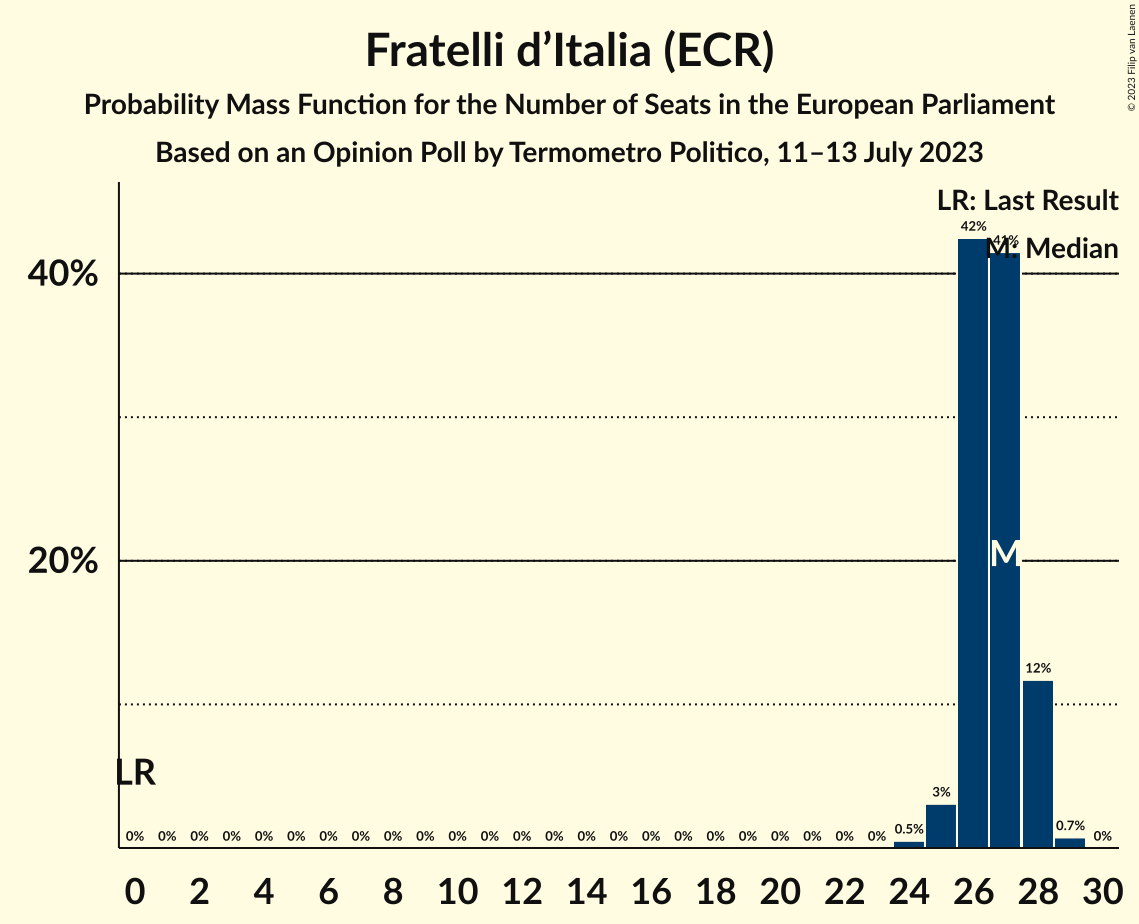 Fratelli d’Italia (ECR)
Probability Mass Function for the Number of Seats in the European Parliament
Based on an Opinion Poll by Termometro Politico, 11–13 July 2023
© 2023 Filip van Laenen
LR: Last Result
M: Median
42%
41%
40%
20%
M
12%
LR
3%
0% 0% 0% 0% 0% 0% 0% 0% 0% 0% 0% 0% 0% 0% 0% 0% 0% 0% 0% 0% 0% 0% 0% 0% 0.5% 0.7% 0%
0 2 4 6 8 10 12 14 16 18 20 22 24 26 28 30